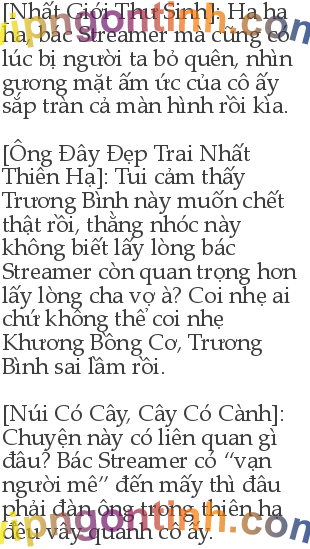 [Nhất Giới Thư Sinh]: Ha ha
ha, bác Streamer mà cũng có
lúc bị người ta bỏ quên, nhìn
gương mặt ấm ức của cô ấy
sắp tràn cả màn hình rồi kìa.
[Ông Đây Đẹp Trai Nhất
Thiên Hạ]: Tui cảm thấy
Trương Bình này muốn chết
thật rồi, thằng nhóc này
không biết lấy lòng bác
Streamer còn quan trọng hơn
lấy lòng cha vợ à? Coi nhẹ ai
chứ không thể coi nhẹ
Khương Bồng Cơ, Trương
Bình sai lầm rồi.
[Núi Có Cây, Cây Có Cành]:
Chuyện này có liên quan gì
đâu? Bác Streamer có “vạn
người mê” đến mấy thì đâu
phải đàn ông trong thiên hạ
đều vây quanh cô ấy.